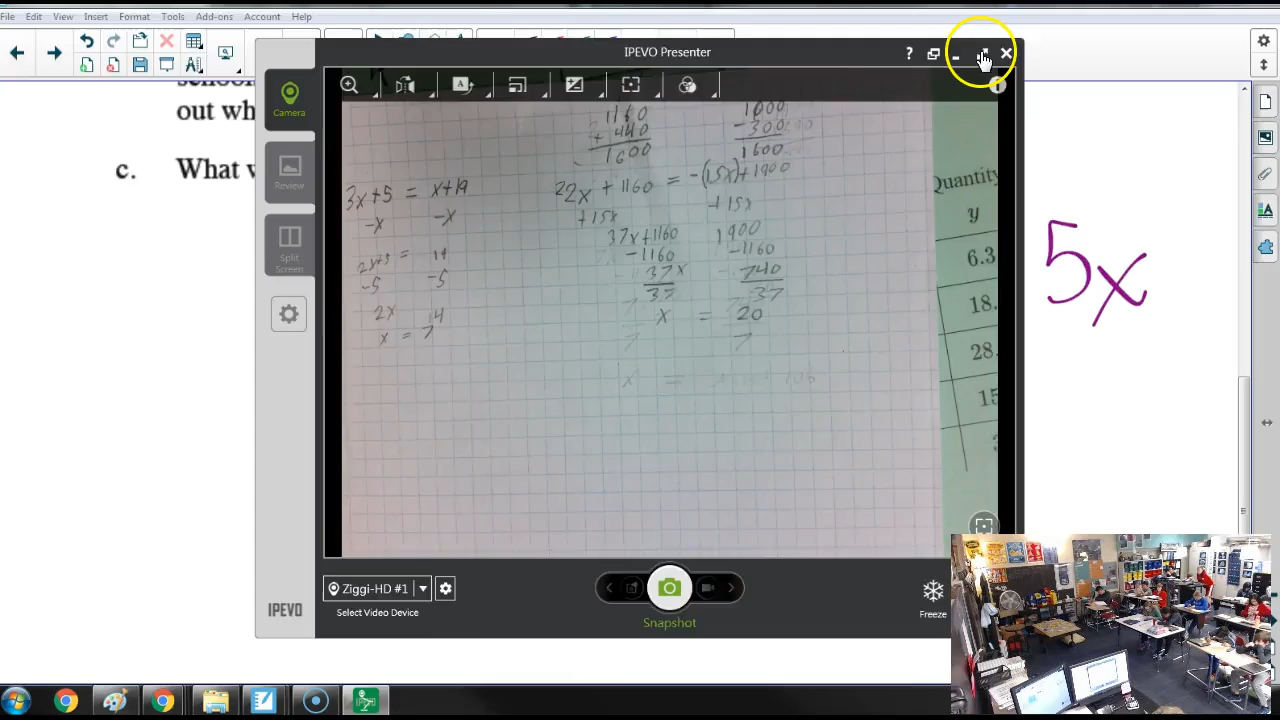 File Edit View Insert Format Tools Add-ons Account Help
IPEVO Presenter
?
out wh
c. What v
Camera
Review
Split
Screen
1160
+ 440
1600
- 300
1600
3x+5 = x+19
-x -x
2x+5 = 19
-5 -5
2x 14
x = 7
22x + 1160 = -(15x)+1900
+15x +15x
37x+1160 1900
-1160 -1160
37x 740
37 37
x = 20
7 7
Quantity
y
6.3
18.
28.
15
5x
IPEVO
Ziggi-HD #1
Select Video Device
Snapshot
Freeze